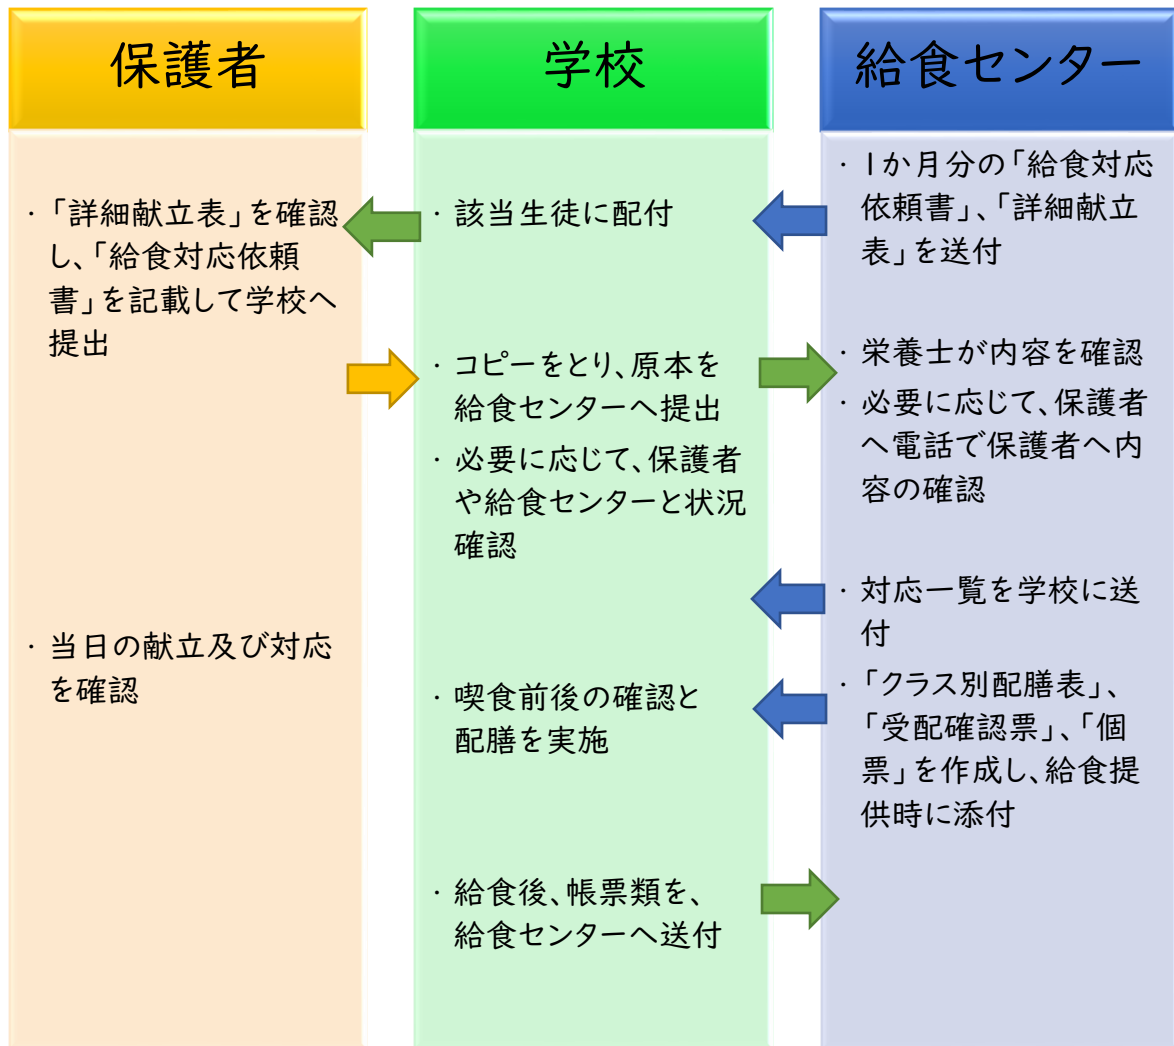 保護者
・「詳細献立表」を確認
し、「給食対応依頼
書」を記載して学校へ
提出
・当日の献立及び対応
を確認
学校
・該当生徒に配付
・コピーをとり、原本を
給食センターへ提出
・必要に応じて、保護者
や給食センターと状況
確認
・喫食前後の確認と
配膳を実施
・給食後、帳票類を、
給食センターへ送付
給食センター
・1か月分の「給食対応
依頼書」、「詳細献立
表」を送付
・栄養士が内容を確認
・必要に応じて、保護者
へ電話で保護者へ内
容の確認
・対応一覧を学校に送
付
・「クラス別配膳表」、
「受配確認票」、「個
票」を作成し、給食提
供時に添付